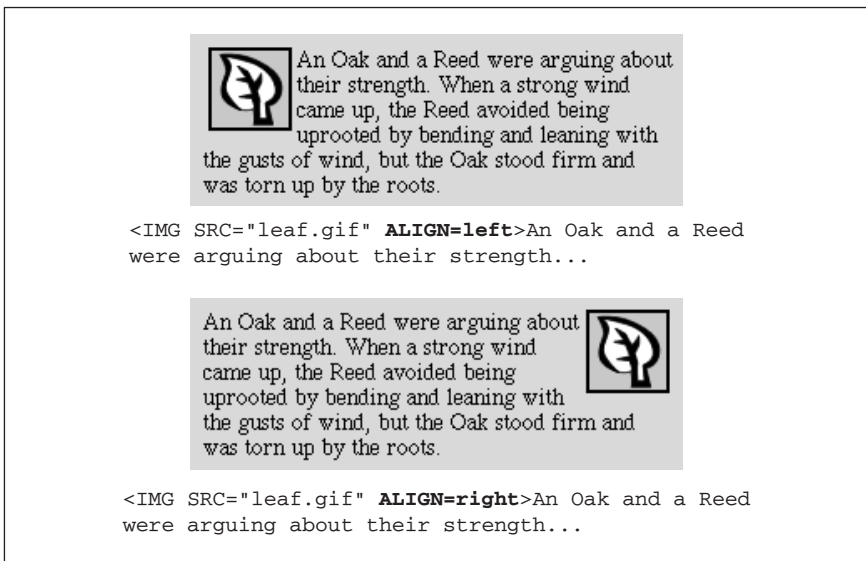 An Oak and a Reed were arguing about
their strength. When a strong wind
came up, the Reed avoided being
uprooted by bending and leaning with
the gusts of wind, but the Oak stood firm and
was torn up by the roots.
<IMG SRC="leaf.gif" ALIGN=left>An Oak and a Reed
were arguing about their strength...
An Oak and a Reed were arguing about
their strength. When a strong wind
came up, the Reed avoided being
uprooted by bending and leaning with
the gusts of wind, but the Oak stood firm and
was torn up by the roots.
<IMG SRC="leaf.gif" ALIGN=right>An Oak and a Reed
were arguing about their strength...